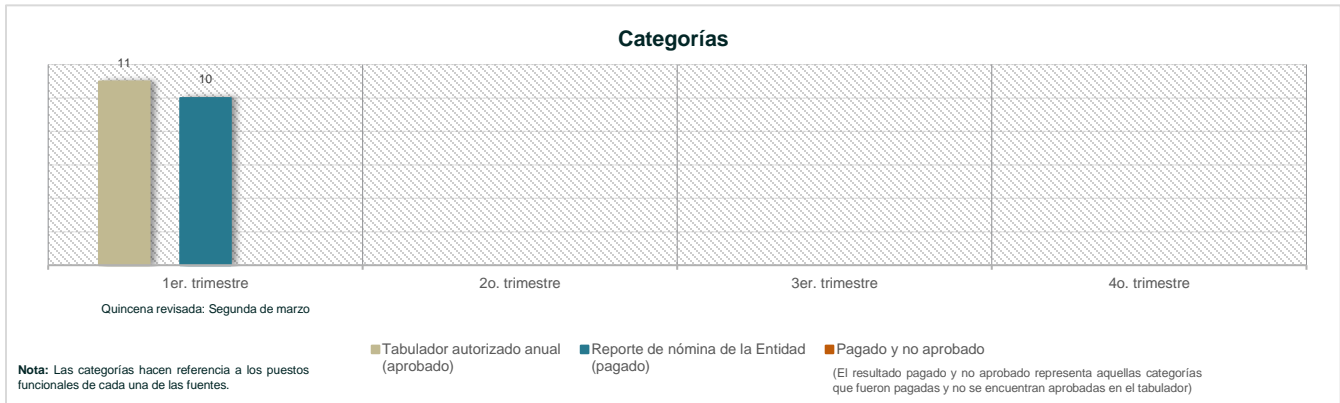 Categorías
11
10
1er. trimestre
2o. trimestre
3er. trimestre
4o. trimestre
Quincena revisada: Segunda de marzo
Tabulador autorizado anual
(aprobado)
Reporte de nómina de la Entidad
(pagado)
Pagado y no aprobado
(El resultado pagado y no aprobado representa aquellas categorías
que fueron pagadas y no se encuentran aprobadas en el tabulador)
Nota: Las categorías hacen referencia a los puestos
funcionales de cada una de las fuentes.